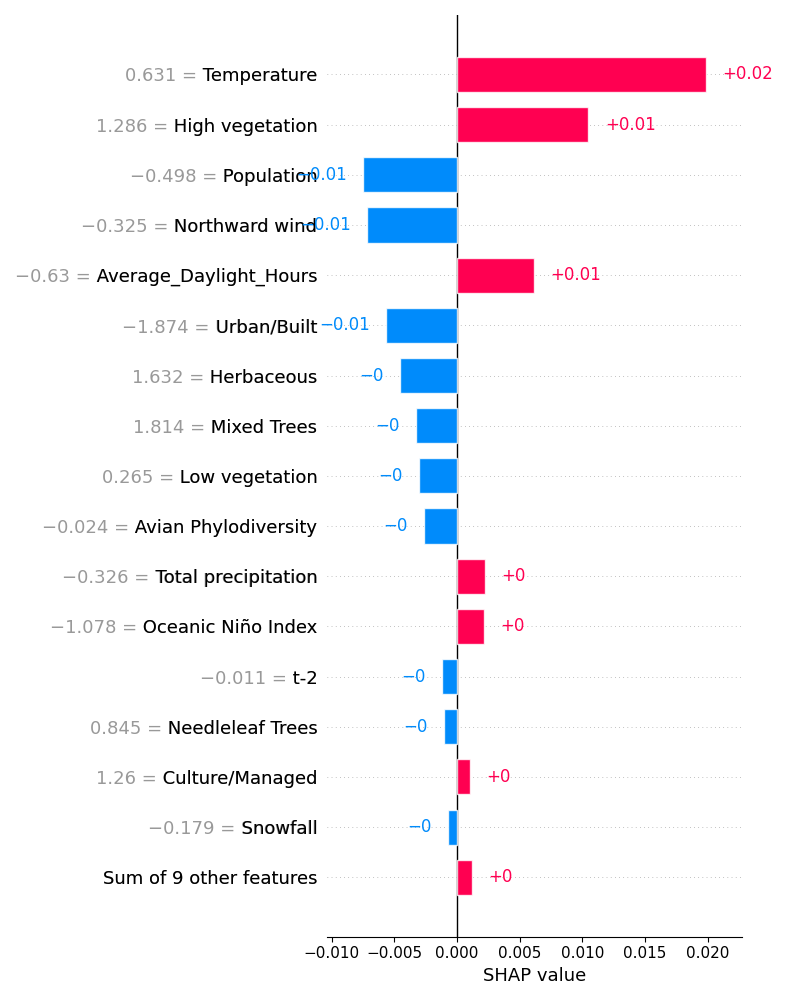 0.631 = Temperature +0.02
1.286 = High vegetation +0.01
−0.498 = Population −0.01
−0.325 = Northward wind −0.01
−0.63 = Average_Daylight_Hours +0.01
−1.874 = Urban/Built −0.01
1.632 = Herbaceous −0
1.814 = Mixed Trees −0
0.265 = Low vegetation −0
−0.024 = Avian Phylodiversity −0
−0.326 = Total precipitation +0
−1.078 = Oceanic Niño Index +0
−0.011 = t-2 −0
0.845 = Needleleaf Trees −0
1.26 = Culture/Managed +0
−0.179 = Snowfall −0
Sum of 9 other features +0
−0.010 −0.005 0.000 0.005 0.010 0.015 0.020
SHAP value